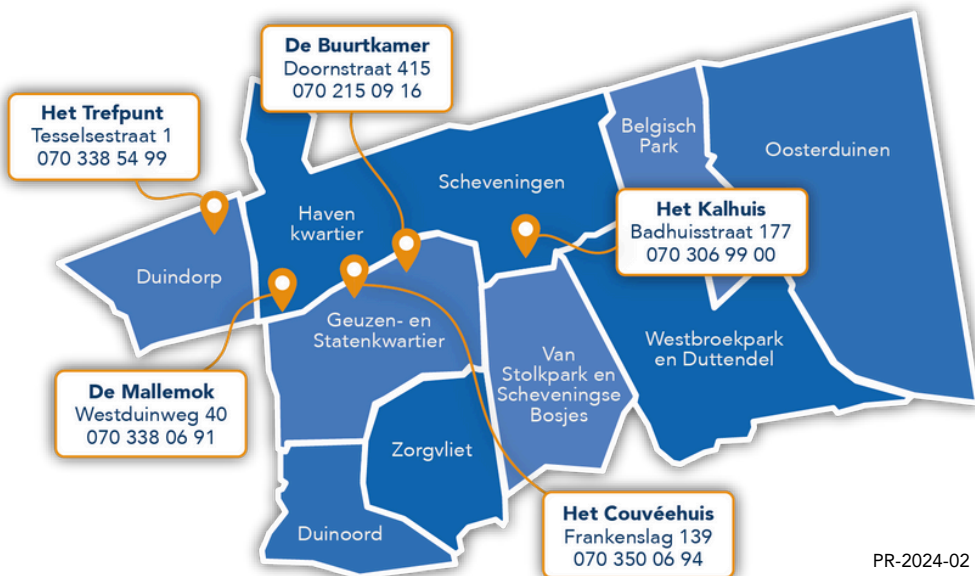 De Buurtkamer
Doornstraat 415
070 215 09 16
Het Trefpunt
Tesselsestraat 1
070 338 54 99
Belgisch
Park
Oosterduinen
Scheveningen
Haven
kwartier
Het Kalhuis
Badhuisstraat 177
070 306 99 00
Duindorp
Geuzen- en
Statenkwartier
Westbroekpark
en Duttendel
Van
Stolkpark en
Scheveningse
Bosjes
De Mallemok
Westduinweg 40
070 338 06 91
Zorgvliet
Duinoord
Het Couvéehuis
Frankenslag 139
070 350 06 94
PR-2024-02